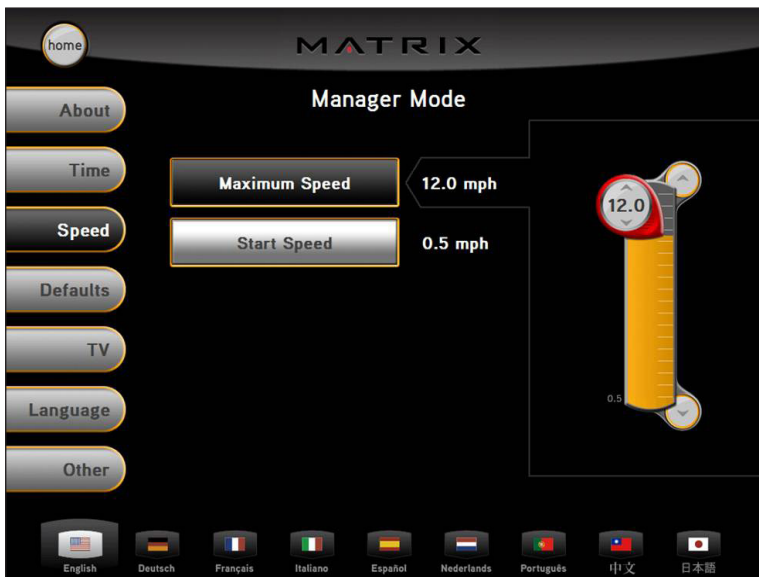 home
MATRIX
Manager Mode
About
Time
Speed
Defaults
TV
Language
Other
Maximum Speed 12.0 mph
Start Speed 0.5 mph
12.0
0.5
English Deutsch Français Italiano Español Nederlands Português 中文 日本語